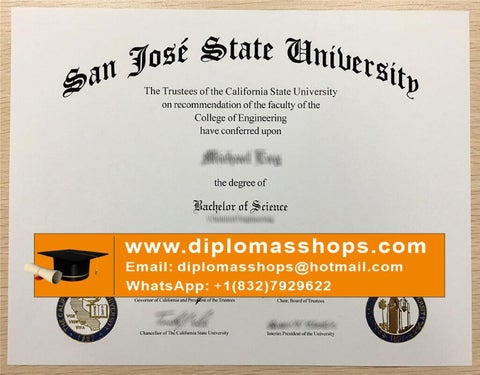 San José State University
The Trustees of the California State University
on recommendation of the faculty of the
College of Engineering
have conferred upon
the degree of
Bachelor of Science
Chemical Engineering
www.diplomasshops.com
Email: diplomasshops@hotmail.com
WhatsApp: +1(832)7929622
Governor of California and President of the Trustees
Chair, Board of Trustees
Chancellor of The California State University
Interim President of the University